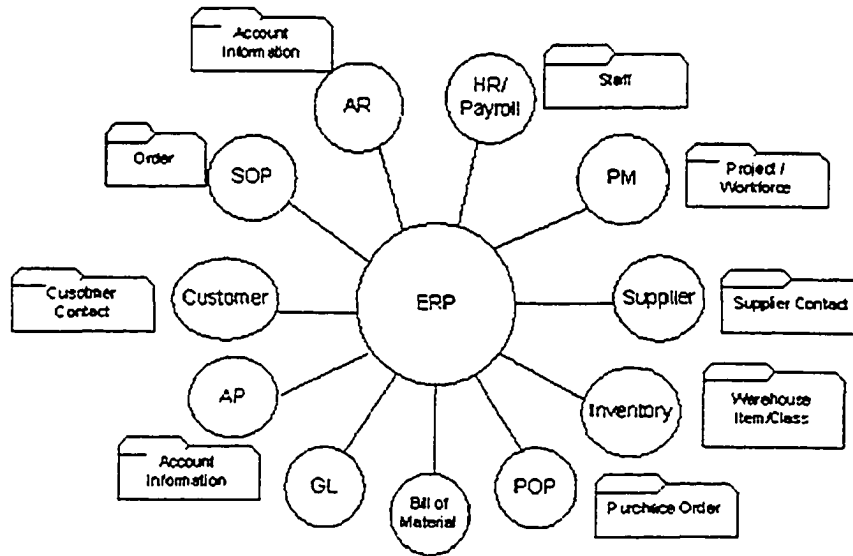 Account
Information
AR
HR/
Payroll
Staff
Order
SOP
PM
Project /
Workforce
Cusotmer
Contact
Customer
ERP
Supplier
Supplier Contact
AP
Inventory
Warehouse
Item/Class
Account
Information
GL
Bill of
Material
POP
Purchace Order